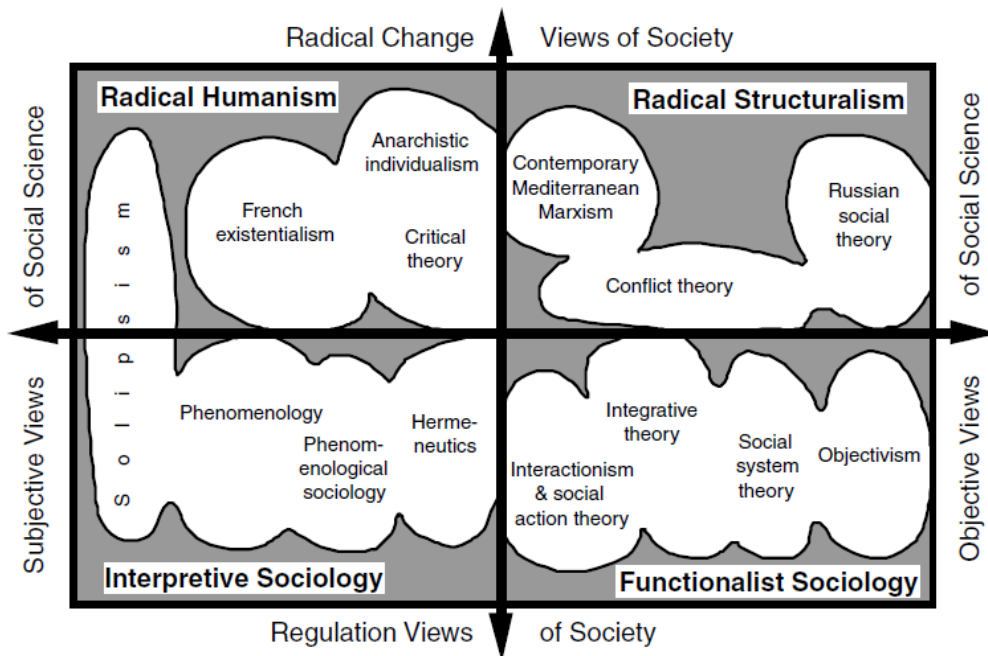 Radical Change Views of Society
Radical Humanism
Radical Structuralism
of Social Science
Subjective Views
Anarchistic
individualism
French
existentialism
Critical
theory
Contemporary
Mediterranean
Marxism
Russian
social
theory
Conflict theory
of Social Science
Objective Views
Solipsism
Phenomenology
Phenom-
enological
sociology
Herme-
neutics
Integrative
theory
Interactionism
& social
action theory
Social
system
theory
Objectivism
Interpretive Sociology
Functionalist Sociology
Regulation Views of Society